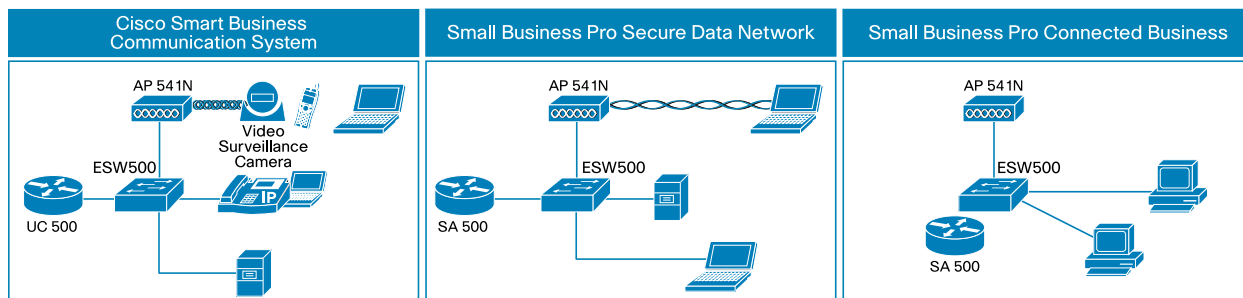 Cisco Smart Business
Communication System
AP 541N
Video
Surveillance
Camera
ESW500
IP
UC 500
Small Business Pro Secure Data Network
AP 541N
ESW500
SA 500
Small Business Pro Connected Business
AP 541N
ESW500
SA 500